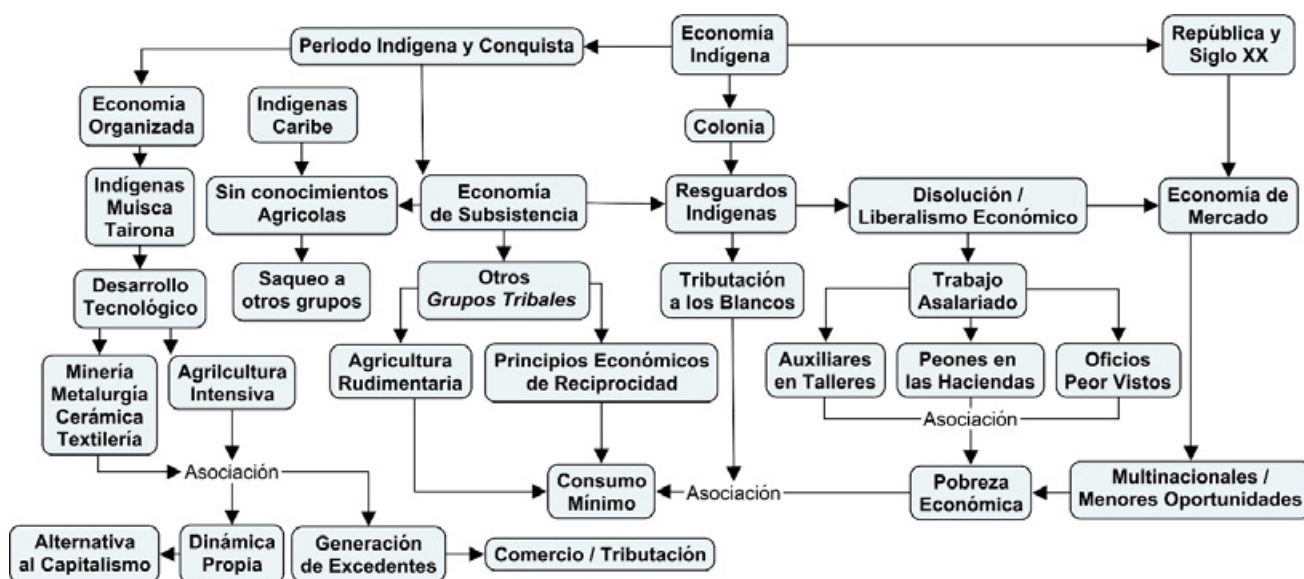 Periodo Indígena y Conquista
Economía
Indígena
República y
Siglo XX
Economía
Organizada
Indígenas
Caribe
Colonia
Indígenas
Muisca
Tairona
Sin conocimientos
Agricolas
Economía
de Subsistencia
Resguardos
Indígenas
Disolución /
Liberalismo Económico
Economía de
Mercado
Desarrollo
Tecnológico
Saqueo a
otros grupos
Otros
Grupos Tribales
Tributación
a los Blancos
Trabajo
Asalariado
Minería
Metalurgía
Cerámica
Textilería
Agrilcultura
Intensiva
Agricultura
Rudimentaria
Principios Económicos
de Reciprocidad
Auxiliares
en Talleres
Peones en
las Haciendas
Oficios
Peor Vistos
Asociación
Asociación
Consumo
Mínimo
Asociación
Pobreza
Económica
Multinacionales /
Menores Oportunidades
Alternativa
al Capitalismo
Dinámica
Propia
Generación
de Excedentes
Comercio / Tributación